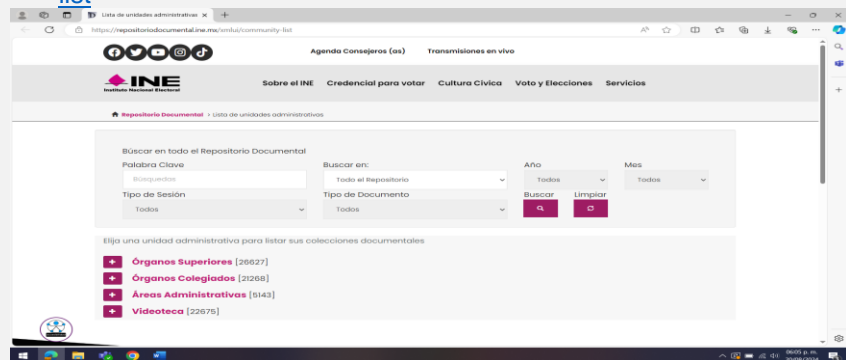 list
Lista de unidades administrativas
https://repositoriodocumental.ine.mx/xmlui/community-list
Agenda Consejeros (as) Transmisiones en vivo
INE
Instituto Nacional Electoral
Sobre el INE Credencial para votar Cultura Cívica Voto y Elecciones Servicios
Repositorio Documental › Lista de unidades administrativas
Búscar en todo el Repositorio Documental
Palabra Clave Buscar en: Año Mes
Búsquedas Todo el Repositorio Todos Todos
Tipo de Sesión Tipo de Documento Buscar Limpiar
Todos Todos
Elija una unidad administrativa para listar sus colecciones documentales
Órganos Superiores [26627]
Órganos Colegiados [21268]
Áreas Administrativas [5143]
Videoteca [22675]
06:05 p. m.